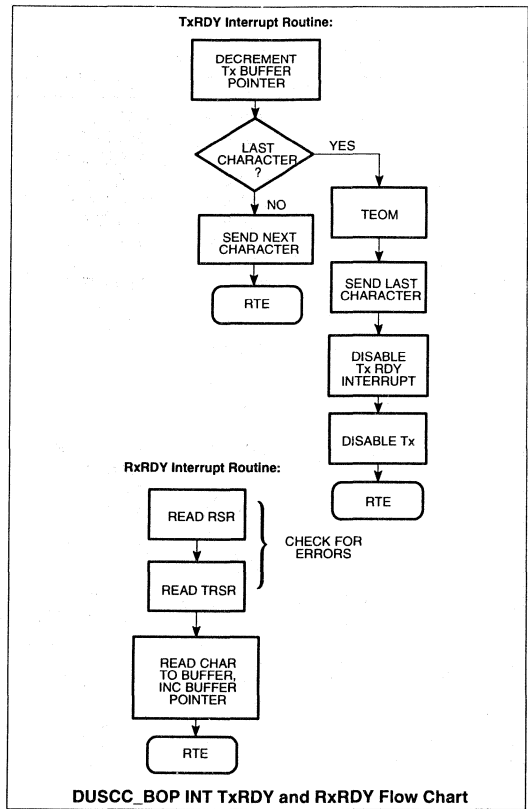 TxRDY Interrupt Routine:
DECREMENT
Tx BUFFER
POINTER
LAST
CHARACTER
?
YES
NO
SEND NEXT
CHARACTER
RTE
TEOM
SEND LAST
CHARACTER
DISABLE
Tx RDY
INTERRUPT
DISABLE Tx
RTE
RxRDY Interrupt Routine:
READ RSR
READ TRSR
CHECK FOR
ERRORS
READ CHAR
TO BUFFER,
INC BUFFER
POINTER
RTE
DUSCC_BOP INT TxRDY and RxRDY Flow Chart